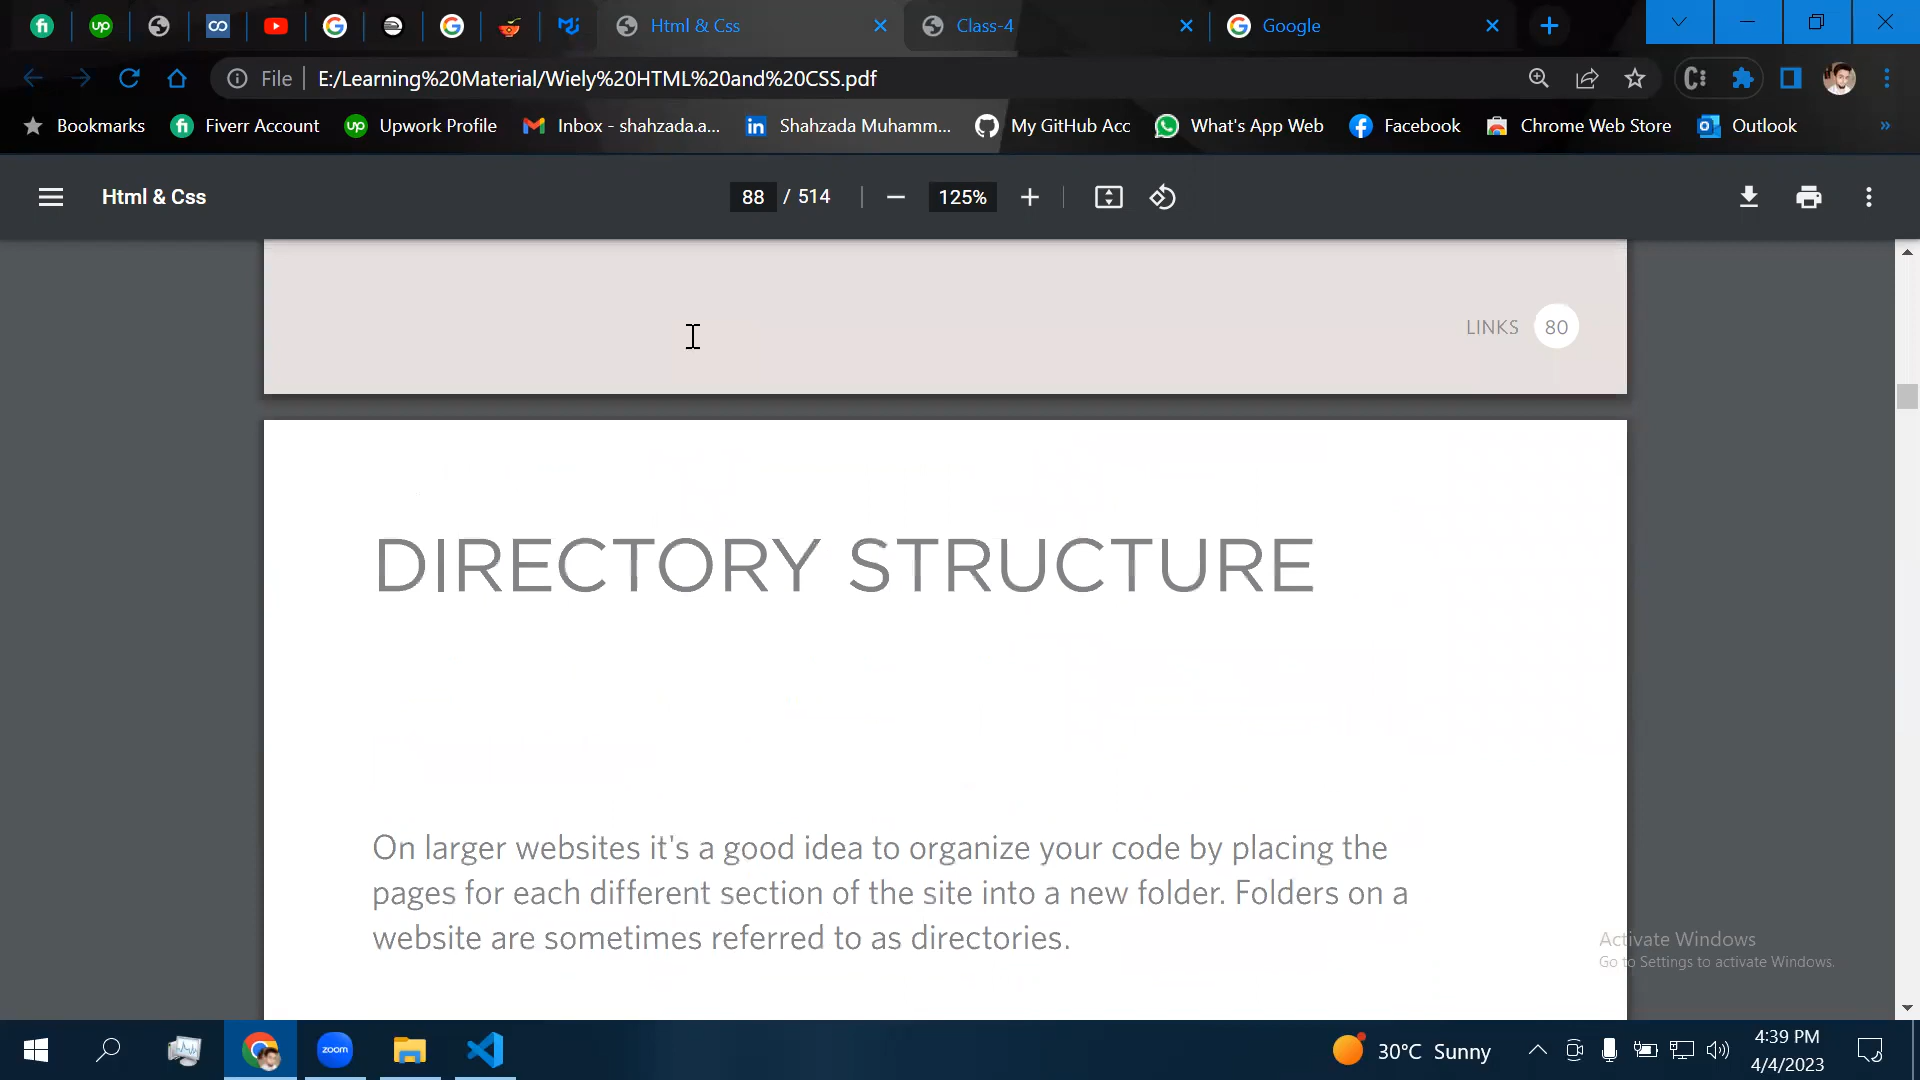 Html & Css
Class-4
Google
File
E:/Learning%20Material/Wiely%20HTML%20and%20CSS.pdf
Bookmarks
Fiverr Account
Upwork Profile
Inbox - shahzada.a...
Shahzada Muhamm...
My GitHub Acc
What's App Web
Facebook
Chrome Web Store
Outlook
»
Html & Css
88 / 514
125%
LINKS 80
DIRECTORY STRUCTURE
On larger websites it's a good idea to organize your code by placing the
pages for each different section of the site into a new folder. Folders on a
website are sometimes referred to as directories.
Activate Windows
Go to Settings to activate Windows.
zoom
30°C Sunny
4:39 PM
4/4/2023